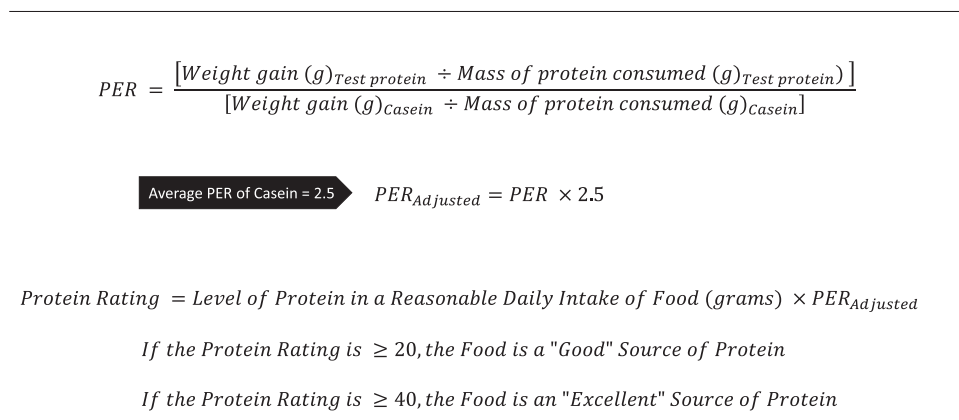 PER = [Weight gain (g)Test protein ÷ Mass of protein consumed (g)Test protein) ]
[Weight gain (g)Casein ÷ Mass of protein consumed (g)Casein]
Average PER of Casein = 2.5 PERAdjusted = PER × 2.5
Protein Rating = Level of Protein in a Reasonable Daily Intake of Food (grams) × PERAdjusted
If the Protein Rating is ≥ 20, the Food is a "Good" Source of Protein
If the Protein Rating is ≥ 40, the Food is an "Excellent" Source of Protein